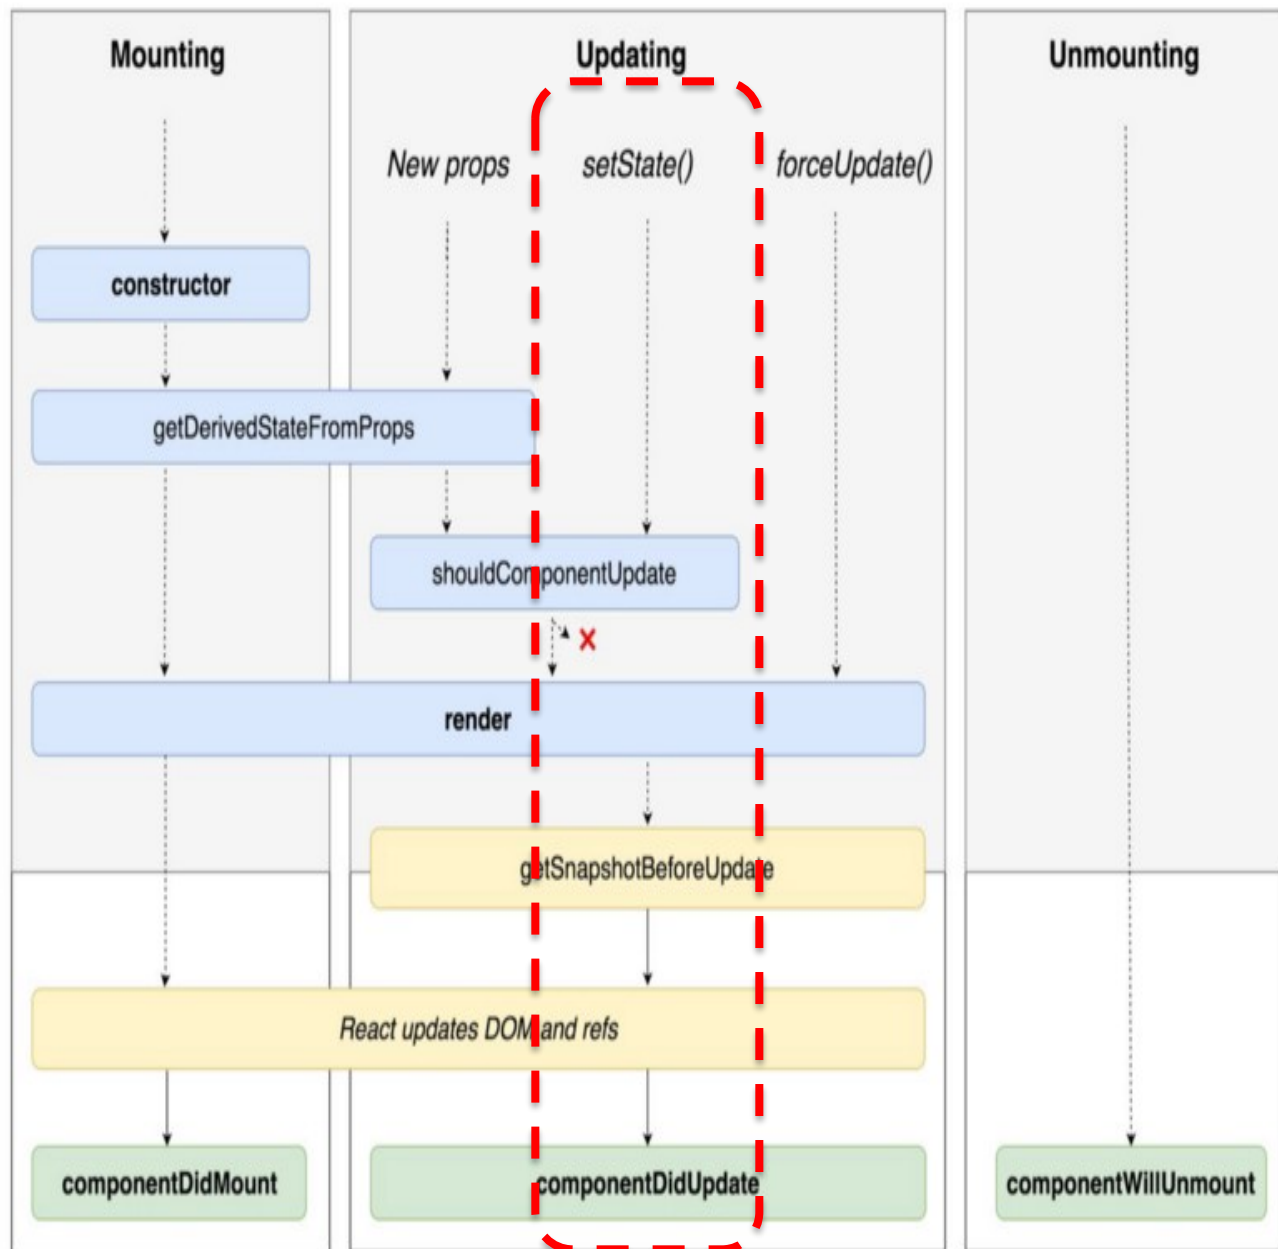 Mounting
Updating
Unmounting
New props
setState()
forceUpdate()
constructor
getDerivedStateFromProps
shouldComponentUpdate
X
render
getSnapshotBeforeUpdate
React updates DOM and refs
componentDidMount
componentDidUpdate
componentWillUnmount